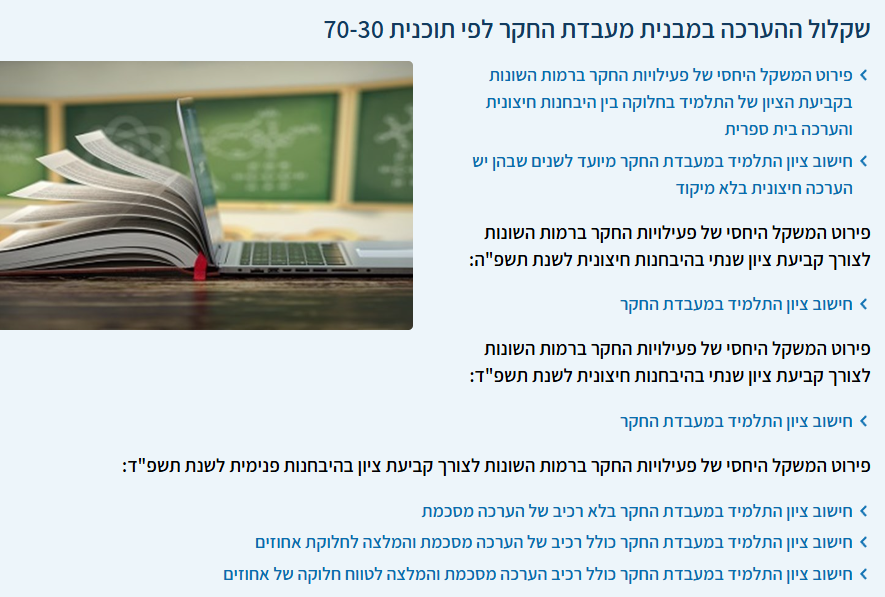 שקלול ההערכה במבנית מעבדת החקר לפי תוכנית 70-30
פירוט המשקל היחסי של פעילויות החקר ברמות השונות
בקביעת הציון של התלמיד בחלוקה בין היבחנות חיצונית
והערכה בית ספרית
חישוב ציון התלמיד במעבדת החקר מיועד לשנים שבהן יש
הערכה חיצונית בלא מיקוד
פירוט המשקל היחסי של פעילויות החקר ברמות השונות
לצורך קביעת ציון שנתי בהיבחנות חיצונית לשנת תשפ"ה:
חישוב ציון התלמיד במעבדת החקר
פירוט המשקל היחסי של פעילויות החקר ברמות השונות
לצורך קביעת ציון שנתי בהיבחנות חיצונית לשנת תשפ"ד:
חישוב ציון התלמיד במעבדת החקר
פירוט המשקל היחסי של פעילויות החקר ברמות השונות לצורך קביעת ציון בהיבחנות פנימית לשנת תשפ"ד:
חישוב ציון התלמיד במעבדת החקר בלא רכיב של הערכה מסכמת
חישוב ציון התלמיד במעבדת החקר כולל רכיב של הערכה מסכמת והמלצה לחלוקת אחוזים
חישוב ציון התלמיד במעבדת החקר כולל רכיב הערכה מסכמת והמלצה לטווח חלוקה של אחוזים